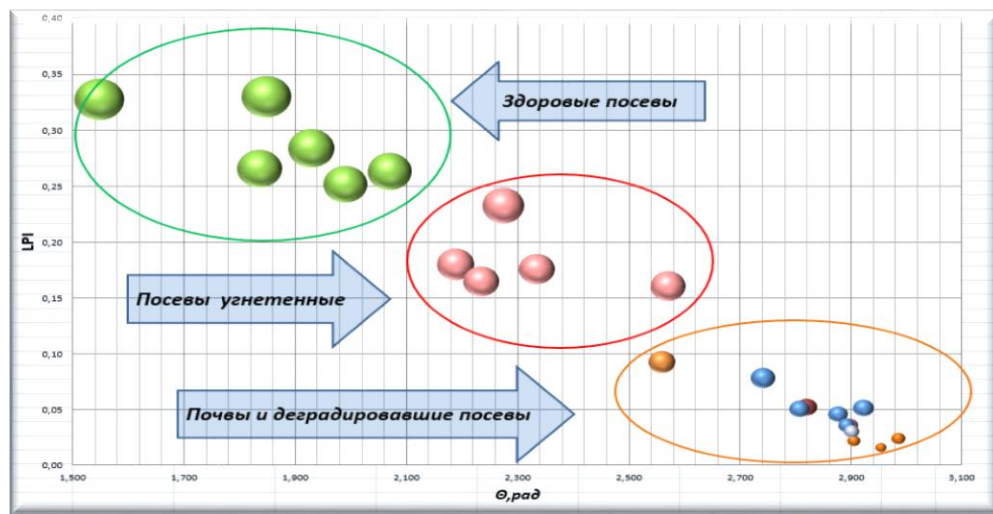 0,40
0,35
0,30
0,25
0,20
0,15
0,10
0,05
0,00
LPI
Здоровые посевы
Посевы угнетенные
Почвы и деградировавшие посевы
1,500 1,700 1,900 2,100 2,300 2,500 2,700 2,900 3,100
Θ,рад